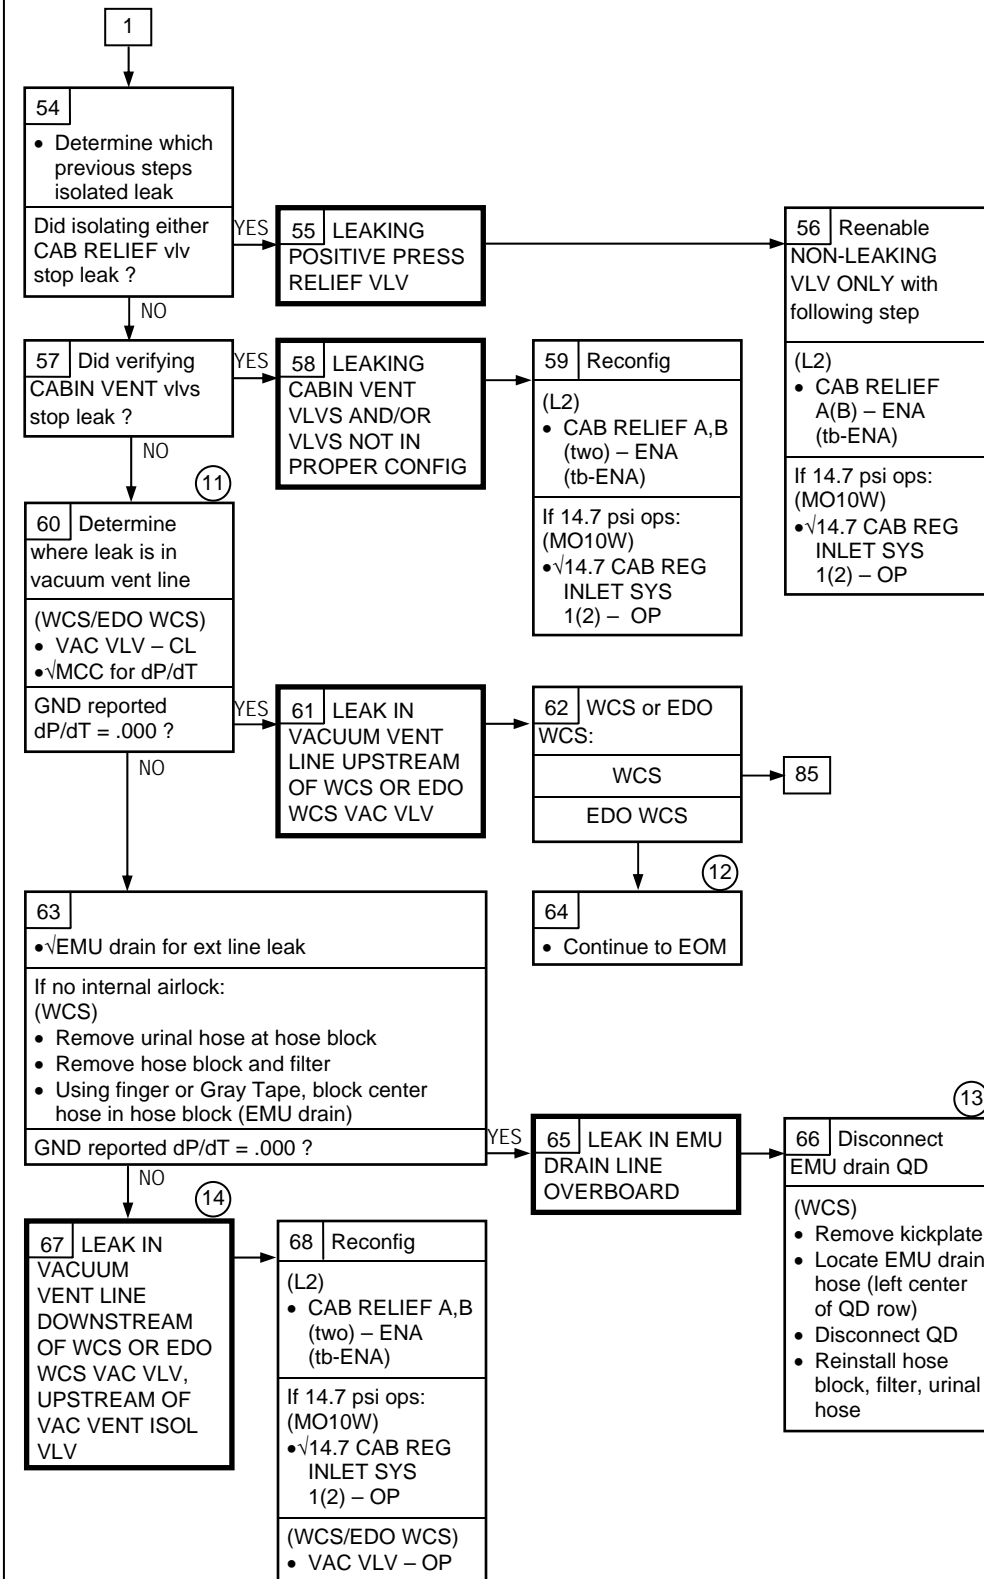 1
54
• Determine which
previous steps
isolated leak
Did isolating either
CAB RELIEF vlv
stop leak ?
YES
NO
55 LEAKING
POSITIVE PRESS
RELIEF VLV
56 Reenable
NON-LEAKING
VLV ONLY with
following step
(L2)
• CAB RELIEF
A(B) – ENA
(tb-ENA)
If 14.7 psi ops:
(MO10W)
•√14.7 CAB REG
INLET SYS
1(2) – OP
57 Did verifying
CABIN VENT vlvs
stop leak ?
YES
NO
58 LEAKING
CABIN VENT
VLVS AND/OR
VLVS NOT IN
PROPER CONFIG
59 Reconfig
(L2)
• CAB RELIEF A,B
(two) – ENA
(tb-ENA)
If 14.7 psi ops:
(MO10W)
•√14.7 CAB REG
INLET SYS
1(2) – OP
11
60 Determine
where leak is in
vacuum vent line
(WCS/EDO WCS)
• VAC VLV – CL
•√MCC for dP/dT
GND reported
dP/dT = .000 ?
YES
NO
61 LEAK IN
VACUUM VENT
LINE UPSTREAM
OF WCS OR EDO
WCS VAC VLV
62 WCS or EDO
WCS:
WCS
EDO WCS
85
12
64
• Continue to EOM
63
•√EMU drain for ext line leak
If no internal airlock:
(WCS)
• Remove urinal hose at hose block
• Remove hose block and filter
• Using finger or Gray Tape, block center
hose in hose block (EMU drain)
GND reported dP/dT = .000 ?
YES
NO
65 LEAK IN EMU
DRAIN LINE
OVERBOARD
13
66 Disconnect
EMU drain QD
(WCS)
• Remove kickplate
• Locate EMU drain
hose (left center
of QD row)
• Disconnect QD
• Reinstall hose
block, filter, urinal
hose
14
67 LEAK IN
VACUUM
VENT LINE
DOWNSTREAM
OF WCS OR EDO
WCS VAC VLV,
UPSTREAM OF
VAC VENT ISOL
VLV
68 Reconfig
(L2)
• CAB RELIEF A,B
(two) – ENA
(tb-ENA)
If 14.7 psi ops:
(MO10W)
•√14.7 CAB REG
INLET SYS
1(2) – OP
(WCS/EDO WCS)
• VAC VLV – OP